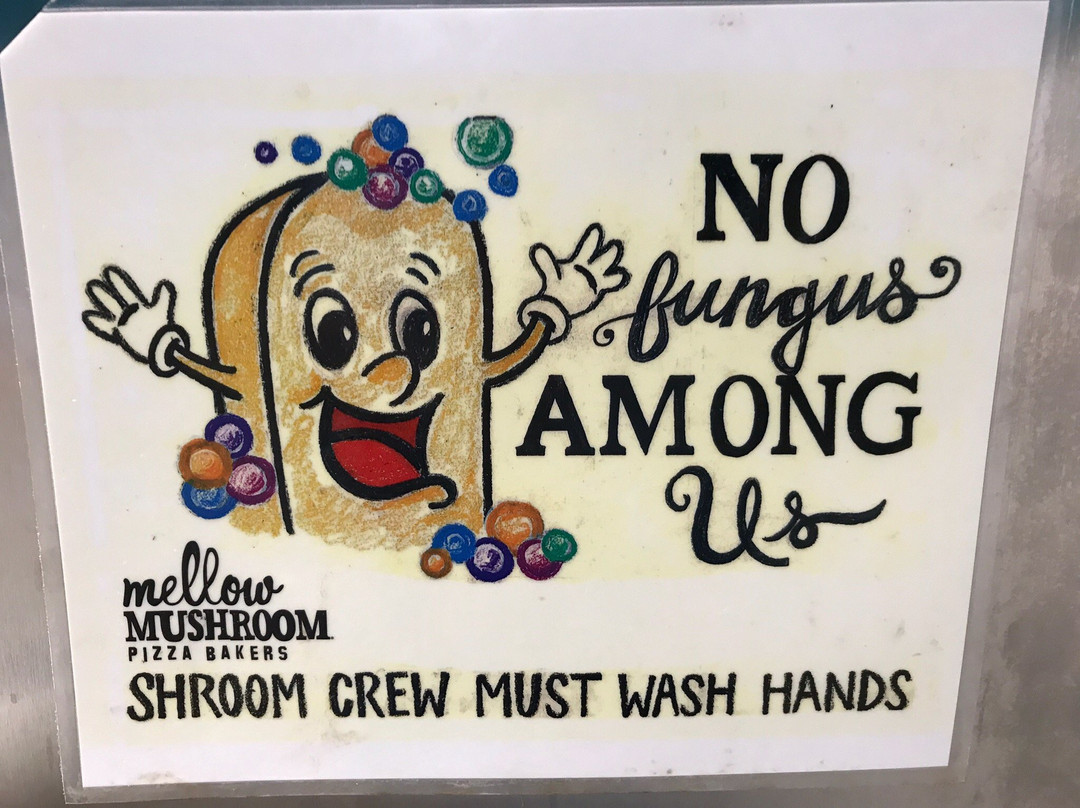 NO
fungus
AMONG
Us
mellow
MUSHROOM
PIZZA BAKERS
SHROOM CREW MUST WASH HANDS